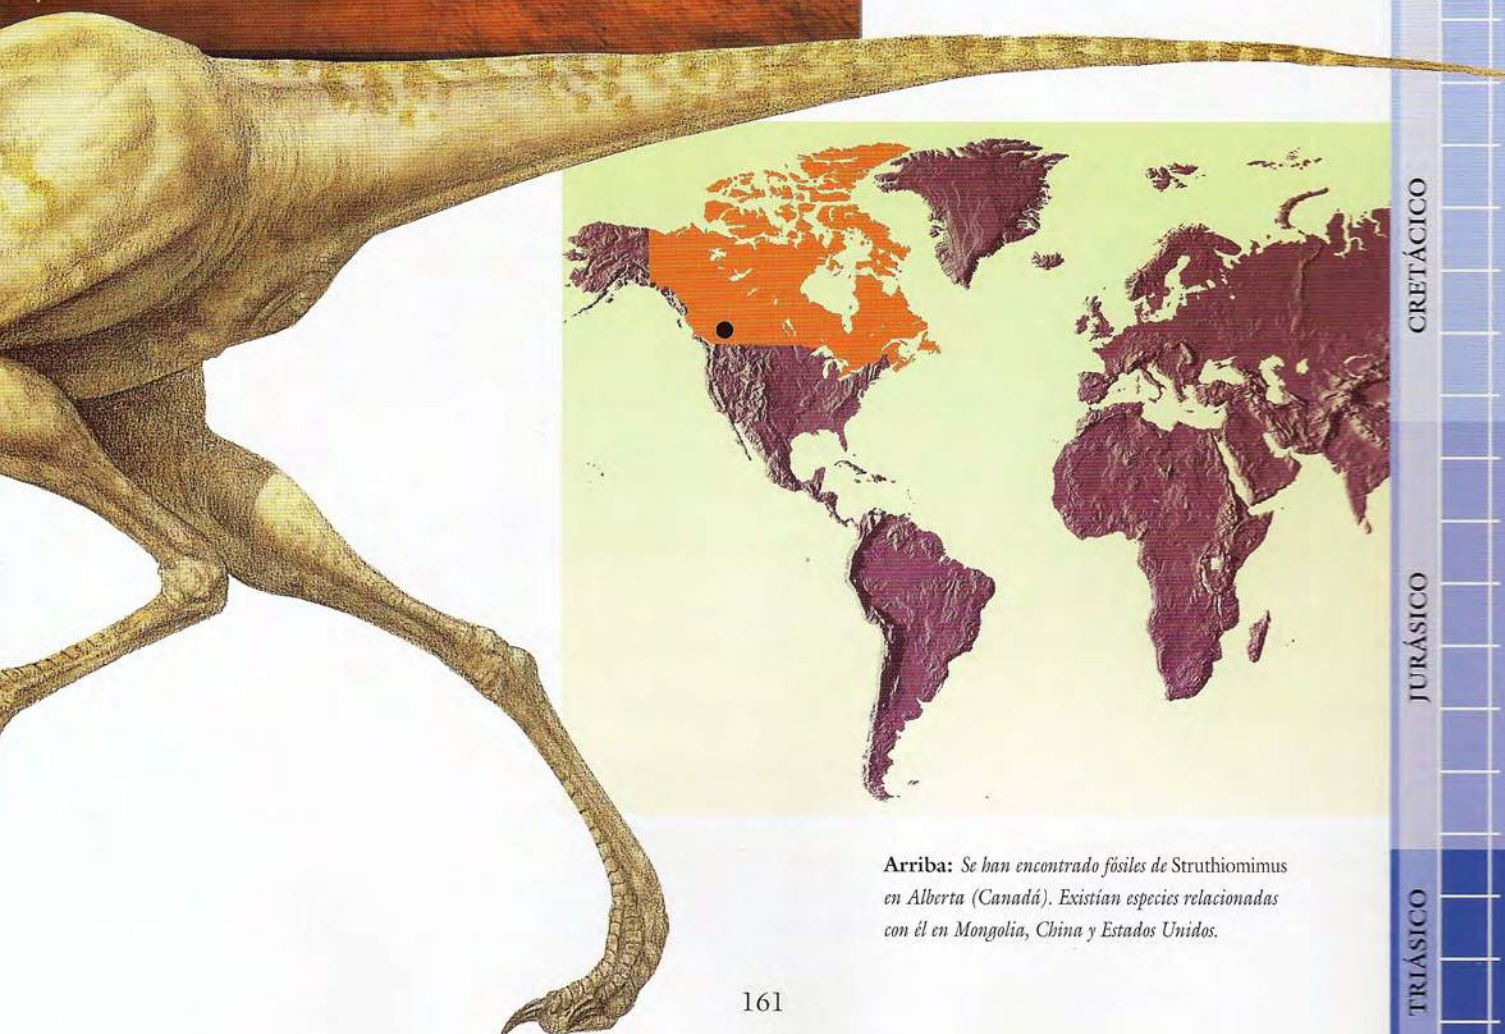 CRETÁCICO
JURÁSICO
TRIÁSICO
Arriba: Se han encontrado fósiles de Struthiomimus
en Alberta (Canadá). Existían especies relacionadas
con él en Mongolia, China y Estados Unidos.
161